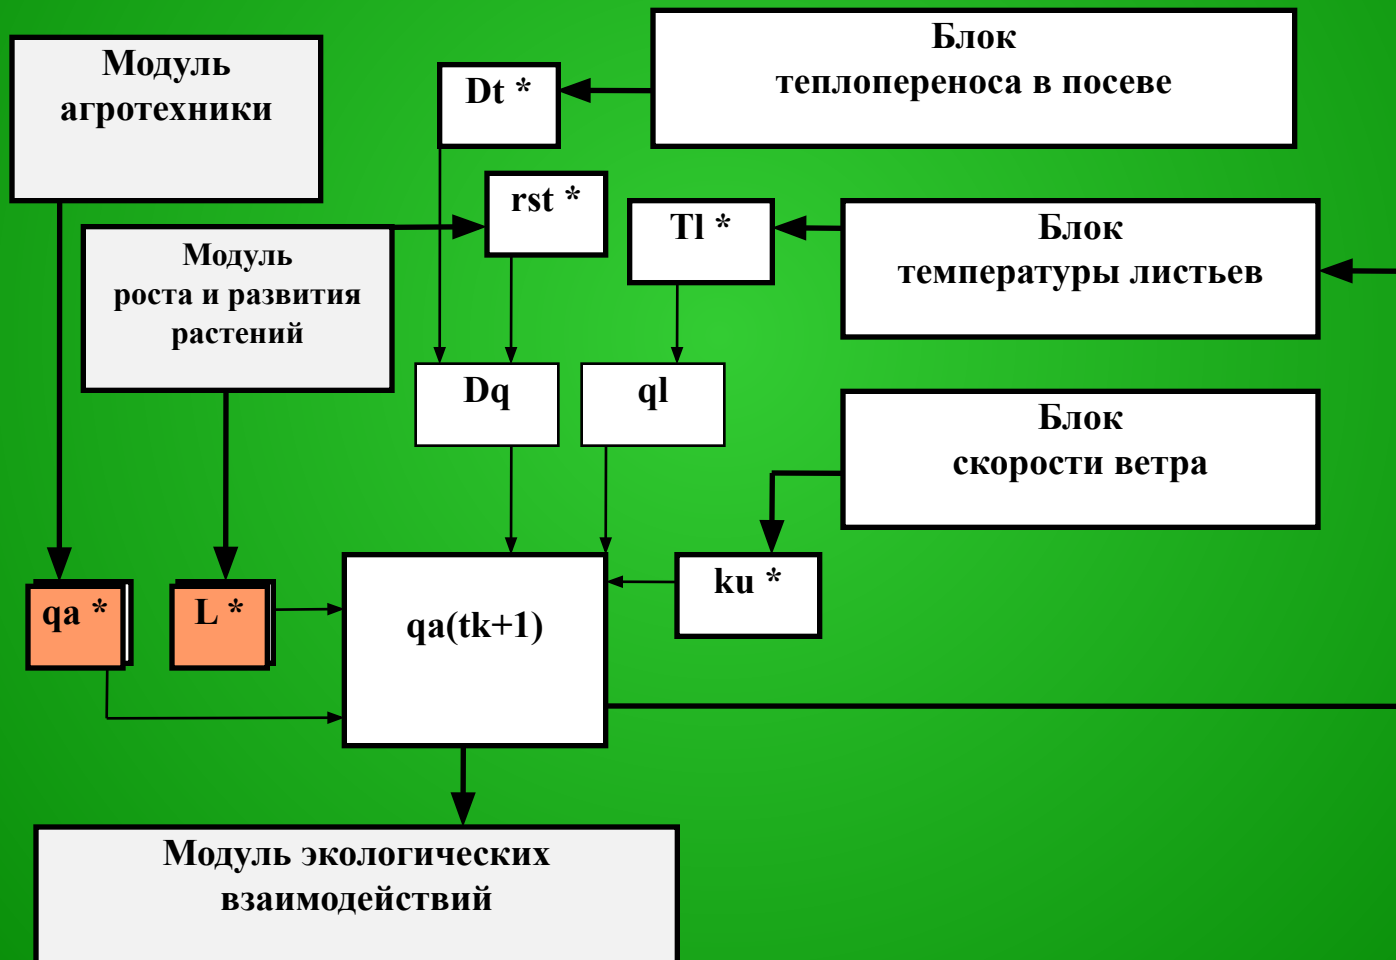 Модуль
агротехники
Dt *
Блок
теплопереноса в посеве
rst *
Tl *
Блок
температуры листьев
Модуль
роста и развития
растений
Dq
ql
Блок
скорости ветра
qa *
L *
qa(tk+1)
ku *
Модуль экологических
взаимодействий